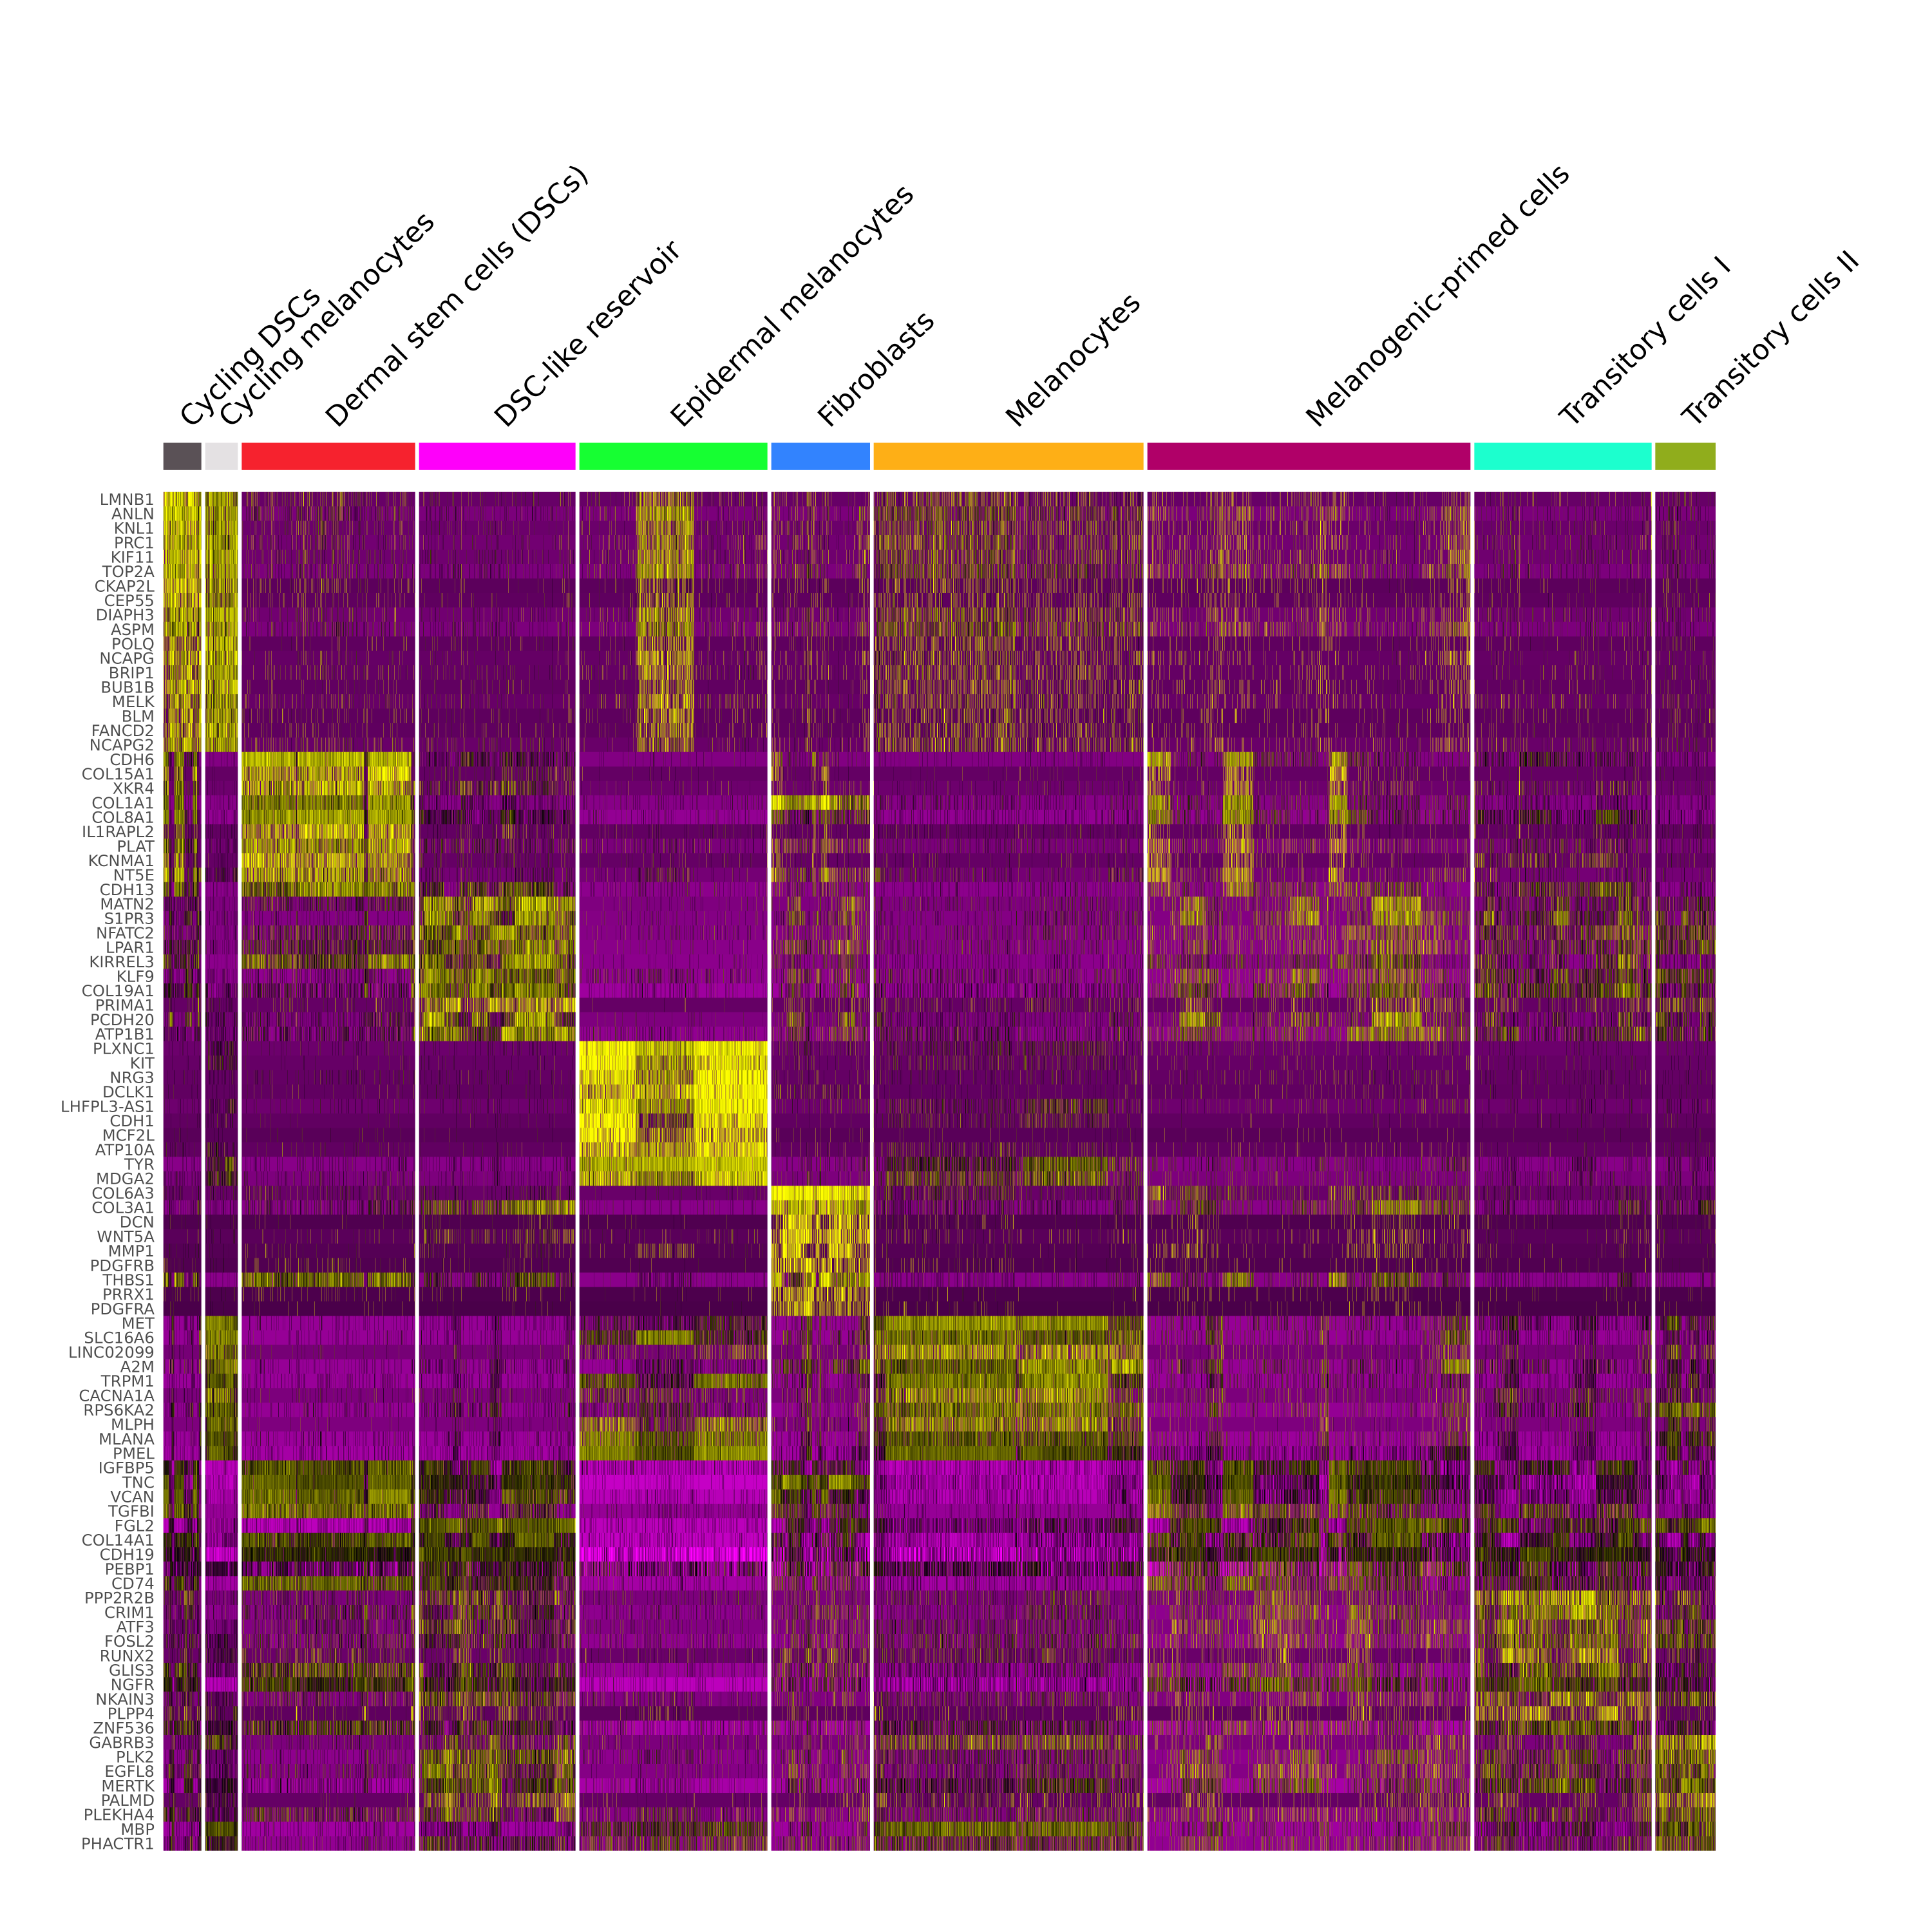 Cycling DSCs
Cycling melanocytes
Dermal stem cells (DSCs)
DSC-like reservoir
Epidermal melanocytes
Fibroblasts
Melanocytes
Melanogenic-primed cells
Transitory cells I
Transitory cells II
LMNB1
ANLN
KNL1
PRC1
KIF11
TOP2A
CKAP2L
CEP55
DIAPH3
ASPM
POLQ
NCAPG
BRIP1
BUB1B
MELK
BLM
FANCD2
NCAPG2
CDH6
COL15A1
XKR4
COL1A1
COL8A1
IL1RAPL2
PLAT
KCNMA1
NT5E
CDH13
MATN2
S1PR3
NFATC2
LPAR1
KIRREL3
KLF9
COL19A1
PRIMA1
PCDH20
ATP1B1
PLXNC1
KIT
NRG3
DCLK1
LHFPL3-AS1
CDH1
MCF2L
ATP10A
TYR
MDGA2
COL6A3
COL3A1
DCN
WNT5A
MMP1
PDGFRB
THBS1
PRRX1
PDGFRA
MET
SLC16A6
LINC02099
A2M
TRPM1
CACNA1A
RPS6KA2
MLPH
MLANA
PMEL
IGFBP5
TNC
VCAN
TGFBI
FGL2
COL14A1
CDH19
PEBP1
CD74
PPP2R2B
CRIM1
ATF3
FOSL2
RUNX2
GLIS3
NGFR
NKAIN3
PLPP4
ZNF536
GABRB3
PLK2
EGFL8
MERTK
PALMD
PLEKHA4
MBP
PHACTR1